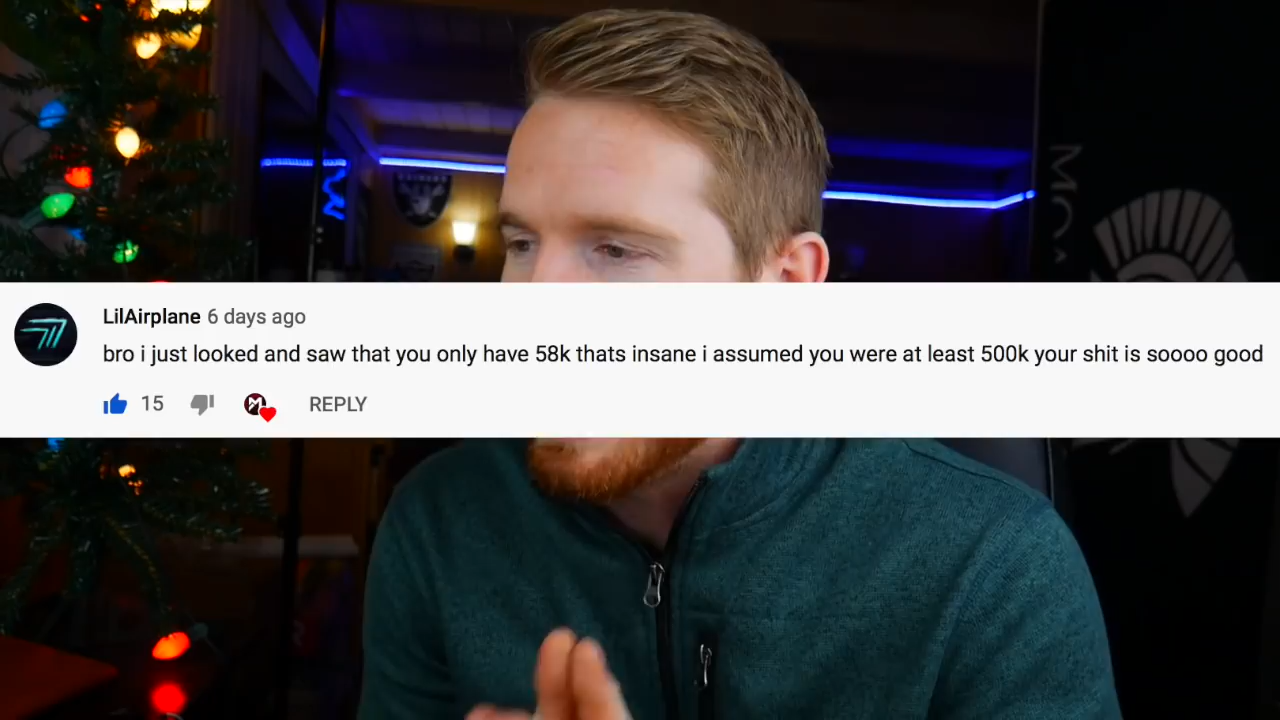 RAIDERS
LilAirplane 6 days ago
bro i just looked and saw that you only have 58k thats insane i assumed you were at least 500k your shit is soooo good
15
REPLY